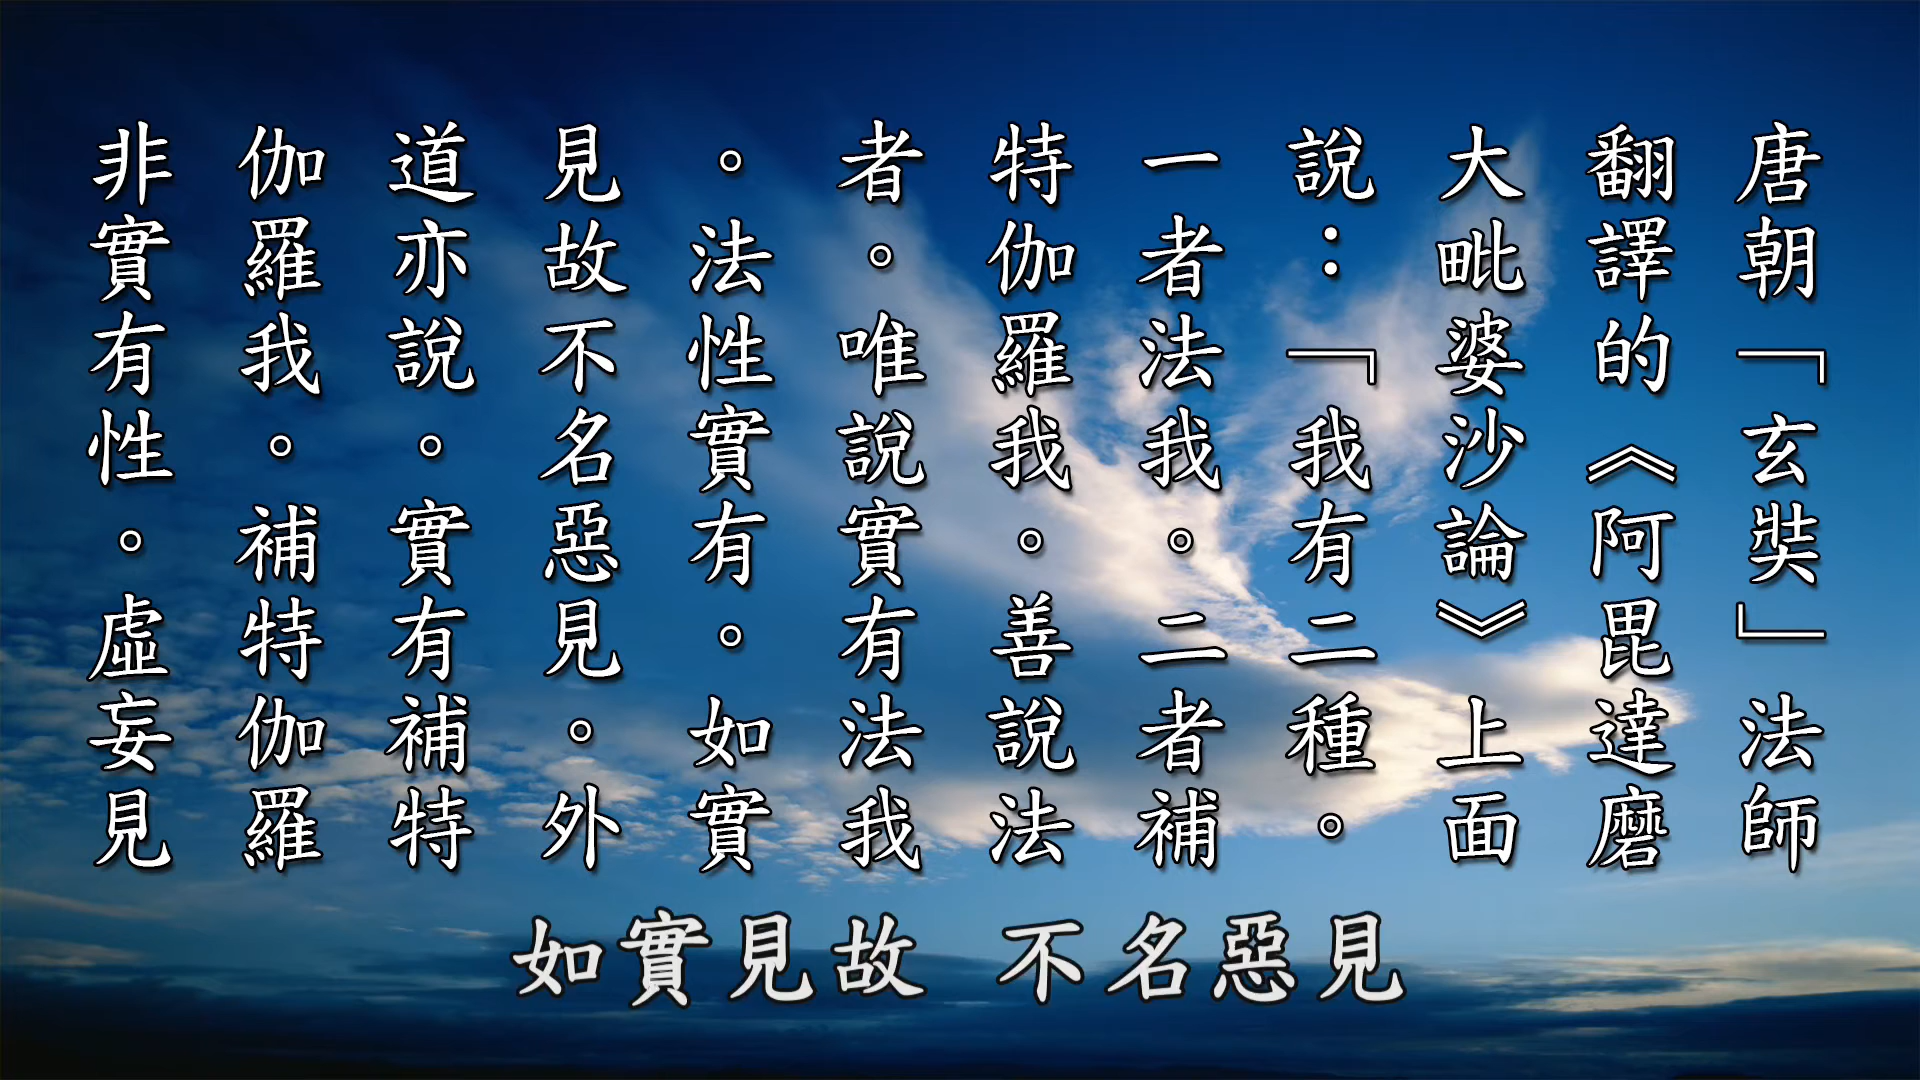 唐朝「玄奘」法師
翻譯的《阿毘達磨
大毗婆沙論》上面
說：「我有二種。
一者法我。二者補
特伽羅我。善說法
者。唯說實有法我
。法性實有。如實
見故不名惡見。外
道亦說。實有補特
伽羅我。補特伽羅
非實有性。虛妄見
如實見故 不名惡見